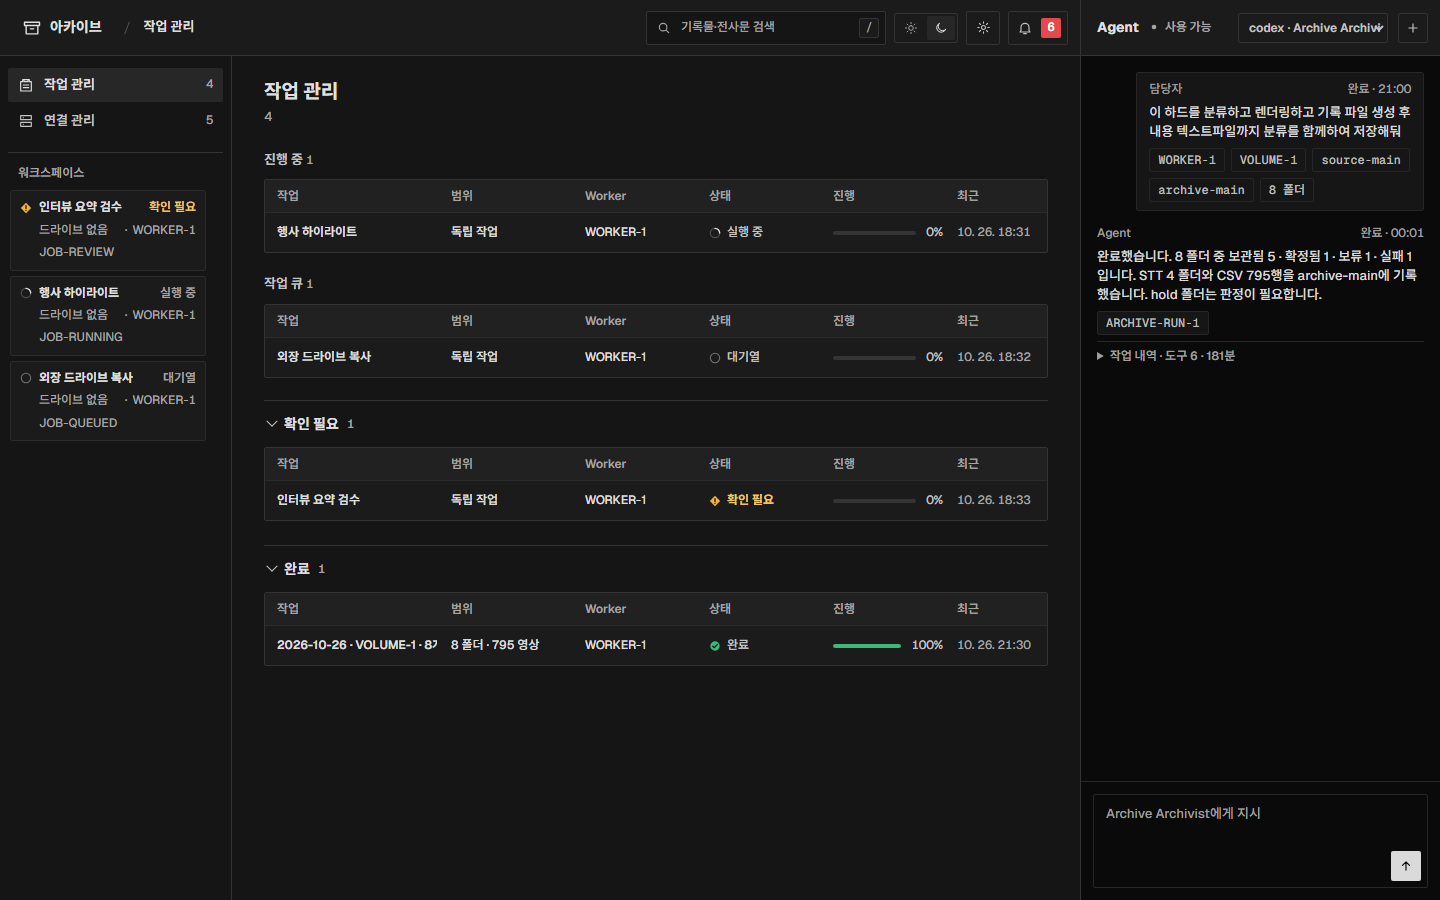 아카이브 / 작업 관리
기록물·전사문 검색 /
6
Agent • 사용 가능
codex · Archive Archiv
+
작업 관리 4
연결 관리 5
워크스페이스
인터뷰 요약 검수 확인 필요
드라이브 없음 · WORKER-1
JOB-REVIEW
행사 하이라이트 실행 중
드라이브 없음 · WORKER-1
JOB-RUNNING
외장 드라이브 복사 대기열
드라이브 없음 · WORKER-1
JOB-QUEUED
작업 관리
4
진행 중 1
작업 범위 Worker 상태 진행 최근
행사 하이라이트 독립 작업 WORKER-1 실행 중 0% 10. 26. 18:31
작업 큐 1
작업 범위 Worker 상태 진행 최근
외장 드라이브 복사 독립 작업 WORKER-1 대기열 0% 10. 26. 18:32
확인 필요 1
작업 범위 Worker 상태 진행 최근
인터뷰 요약 검수 독립 작업 WORKER-1 확인 필요 0% 10. 26. 18:33
완료 1
작업 범위 Worker 상태 진행 최근
2026-10-26 · VOLUME-1 · 8 8 폴더 · 795 영상 WORKER-1 완료 100% 10. 26. 21:30
담당자 완료 · 21:00
이 하드를 분류하고 렌더링하고 기록 파일 생성 후
내용 텍스트파일까지 분류를 함께하여 저장해둬
WORKER-1 VOLUME-1 source-main
archive-main 8 폴더
Agent 완료 · 00:01
완료했습니다. 8 폴더 중 보관됨 5 · 확정됨 1 · 보류 1 · 실패 1
입니다. STT 4 폴더와 CSV 795행을 archive-main에 기록
했습니다. hold 폴더는 판정이 필요합니다.
ARCHIVE-RUN-1
작업 내역 · 도구 6 · 181분
Archive Archivist에게 지시